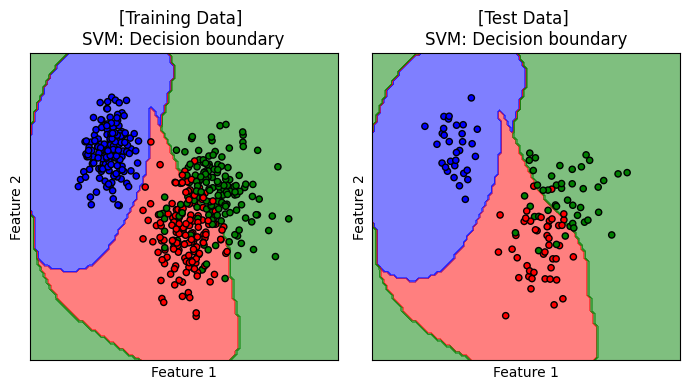 [Training Data]
SVM: Decision boundary
Feature 2
Feature 1
[Test Data]
SVM: Decision boundary
Feature 2
Feature 1